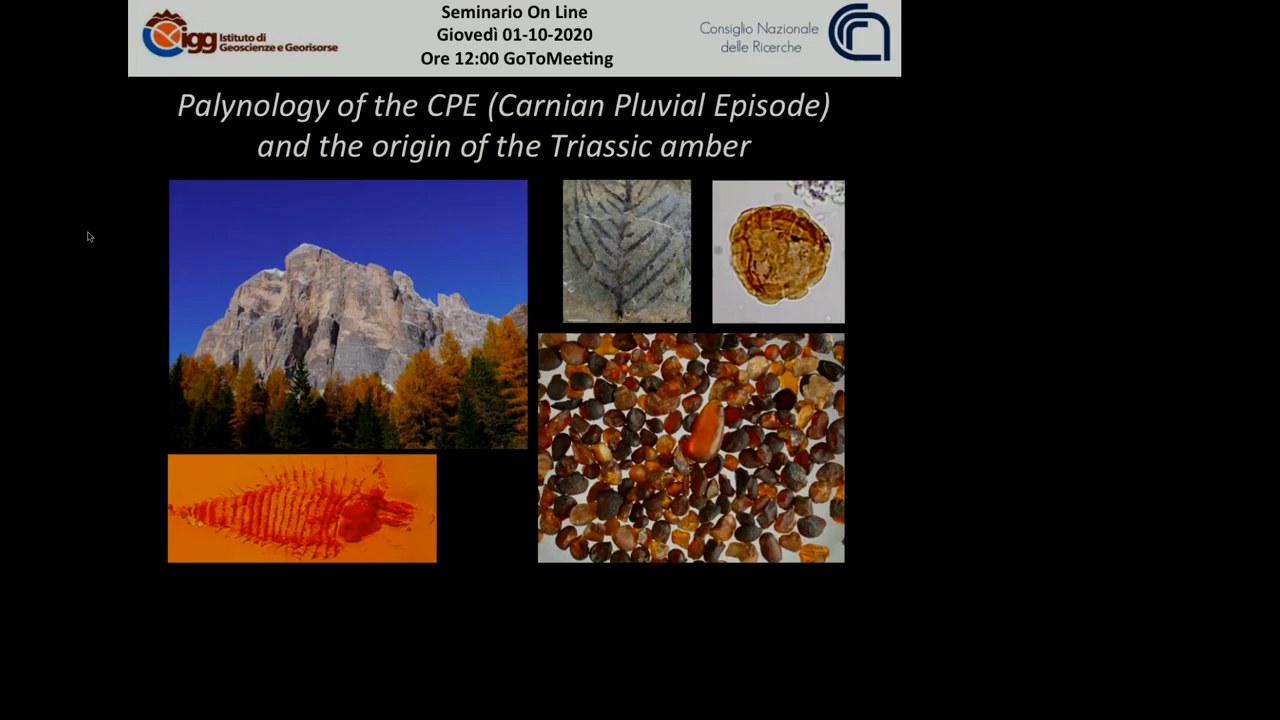 igg Istituto di
Geoscienze e Georisorse
Seminario On Line
Giovedì 01-10-2020
Ore 12:00 GoToMeeting
Consiglio Nazionale
delle Ricerche
Palynology of the CPE (Carnian Pluvial Episode)
and the origin of the Triassic amber